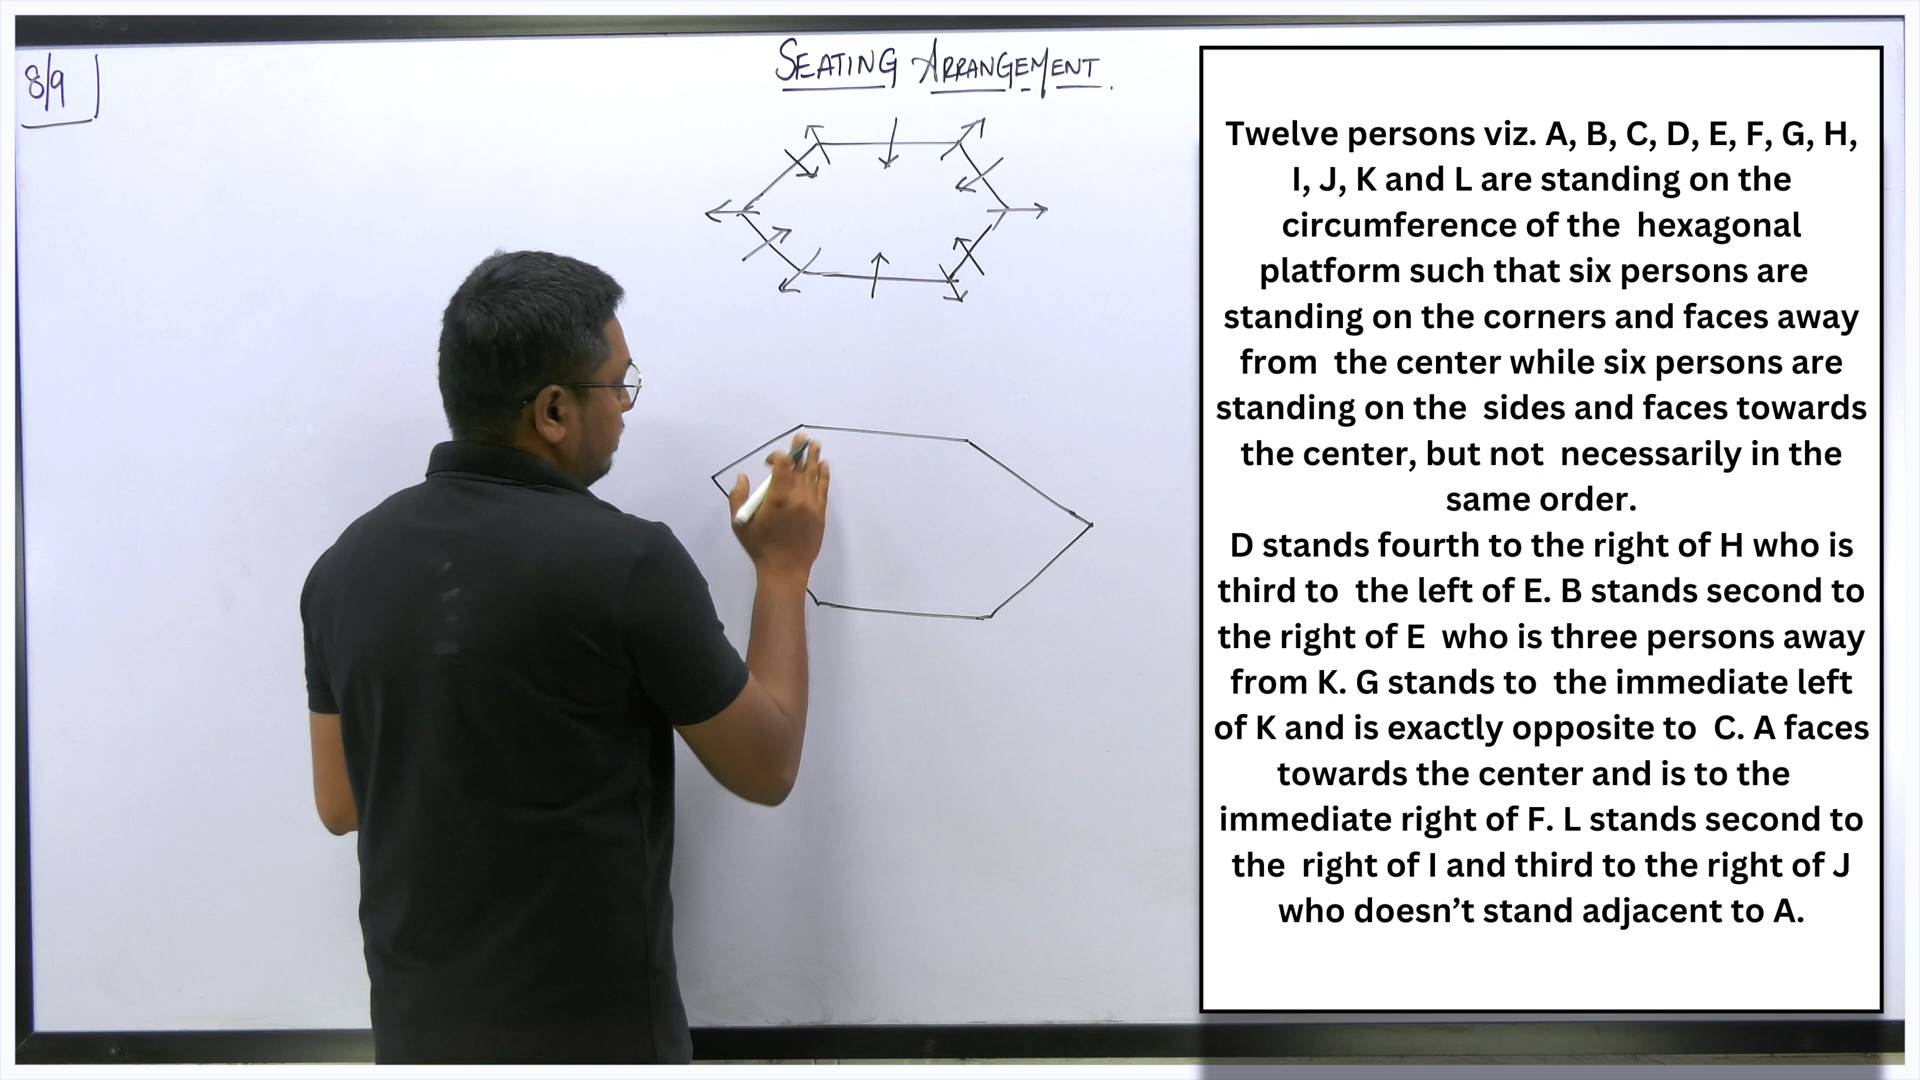 8/9
SEATING ARRANGEMENT.
Twelve persons viz. A, B, C, D, E, F, G, H,
I, J, K and L are standing on the
circumference of the hexagonal
platform such that six persons are
standing on the corners and faces away
from the center while six persons are
standing on the sides and faces towards
the center, but not necessarily in the
same order.
D stands fourth to the right of H who is
third to the left of E. B stands second to
the right of E who is three persons away
from K. G stands to the immediate left
of K and is exactly opposite to C. A faces
towards the center and is to the
immediate right of F. L stands second to
the right of I and third to the right of J
who doesn’t stand adjacent to A.